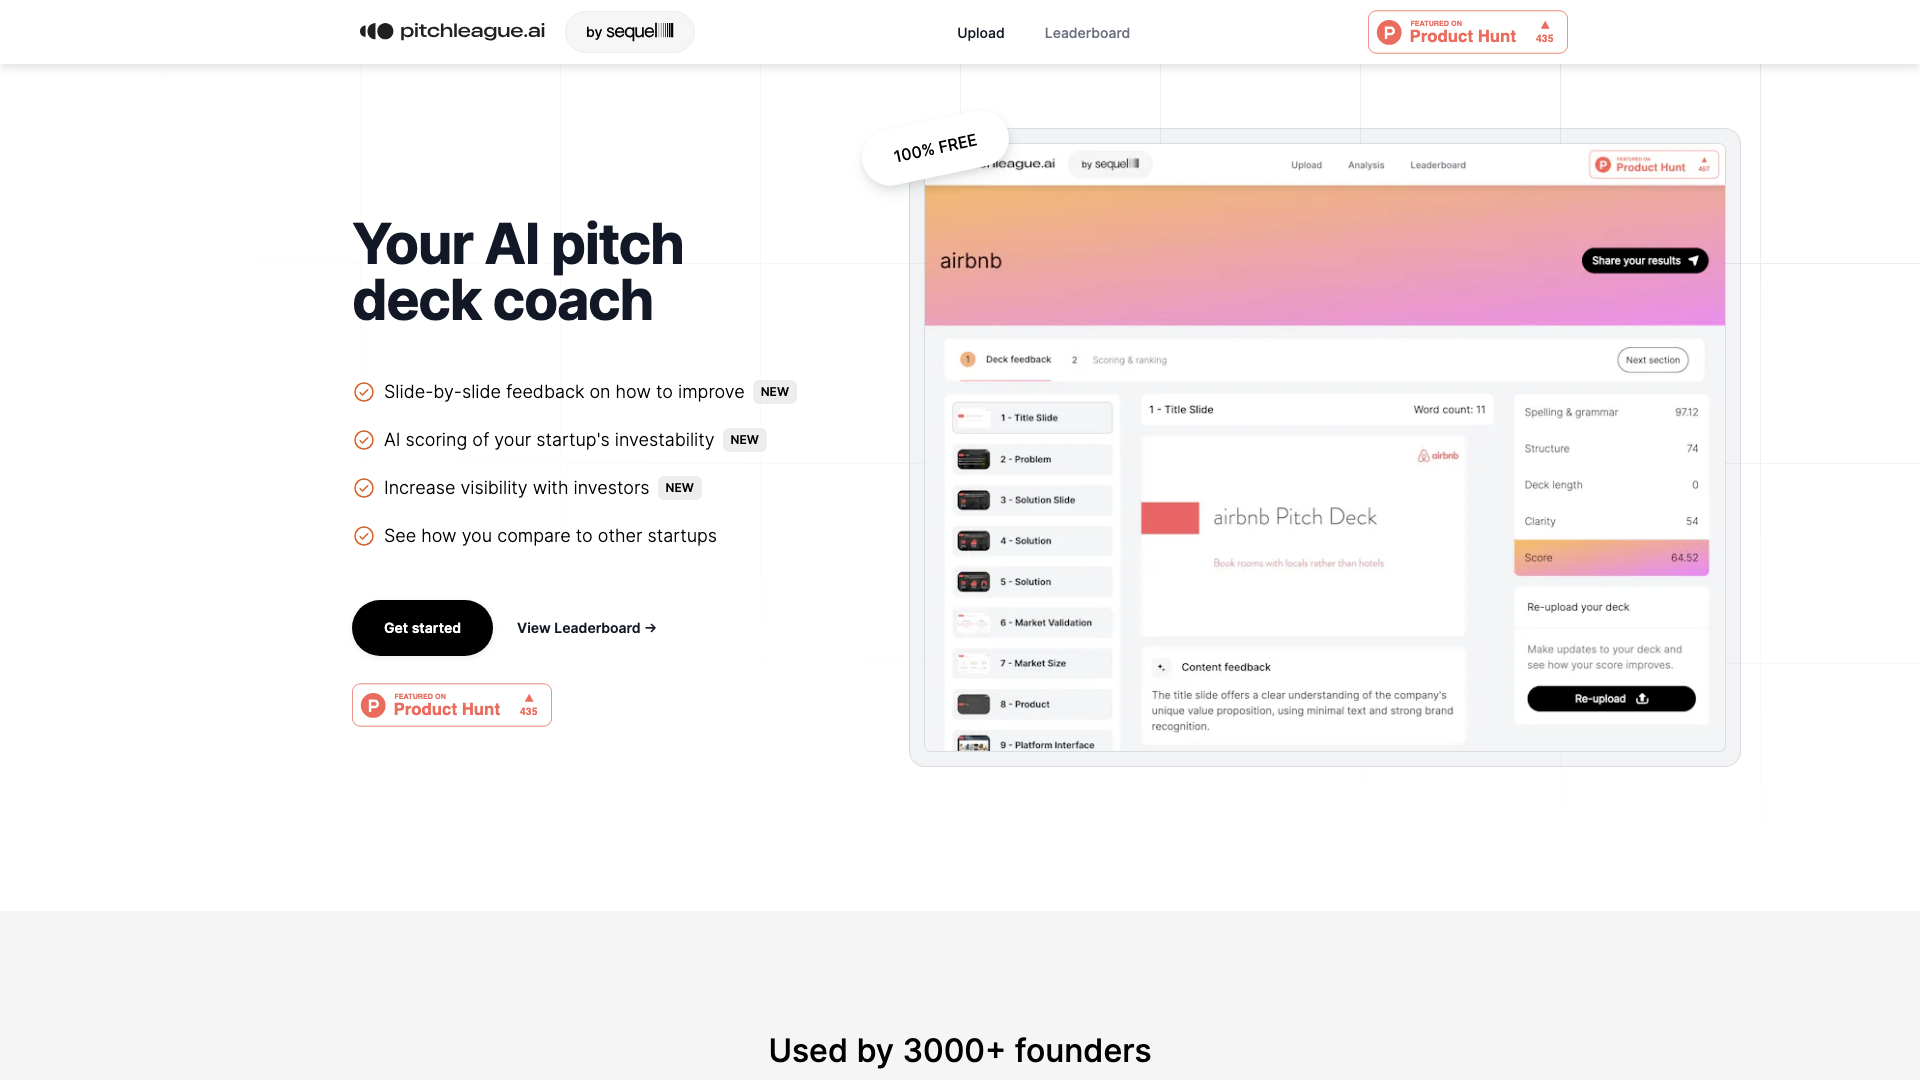 pitchleague.ai
by sequel
Upload
Leaderboard
FEATURED ON
Product Hunt
435
Your AI pitch
deck coach
Slide-by-slide feedback on how to improve NEW
AI scoring of your startup's investability NEW
Increase visibility with investors NEW
See how you compare to other startups
Get started
View Leaderboard →
FEATURED ON
Product Hunt
435
100% FREE
league.ai
by sequel
Upload
Analysis
Leaderboard
FEATURED ON
Product Hunt
457
airbnb
Share your results
1 Deck feedback
2 Scoring & ranking
Next section
1 - Title Slide
2 - Problem
3 - Solution Slide
4 - Solution
5 - Solution
6 - Market Validation
7 - Market Size
8 - Product
9 - Platform Interface
1 - Title Slide
Word count: 11
airbnb
airbnb Pitch Deck
Book rooms with locals rather than hotels
Content feedback
The title slide offers a clear understanding of the company's
unique value proposition, using minimal text and strong brand
recognition.
Spelling & grammar 97.12
Structure 74
Deck length 0
Clarity 54
Score 64.52
Re-upload your deck
Make updates to your deck and
see how your score improves.
Re-upload
Used by 3000+ founders